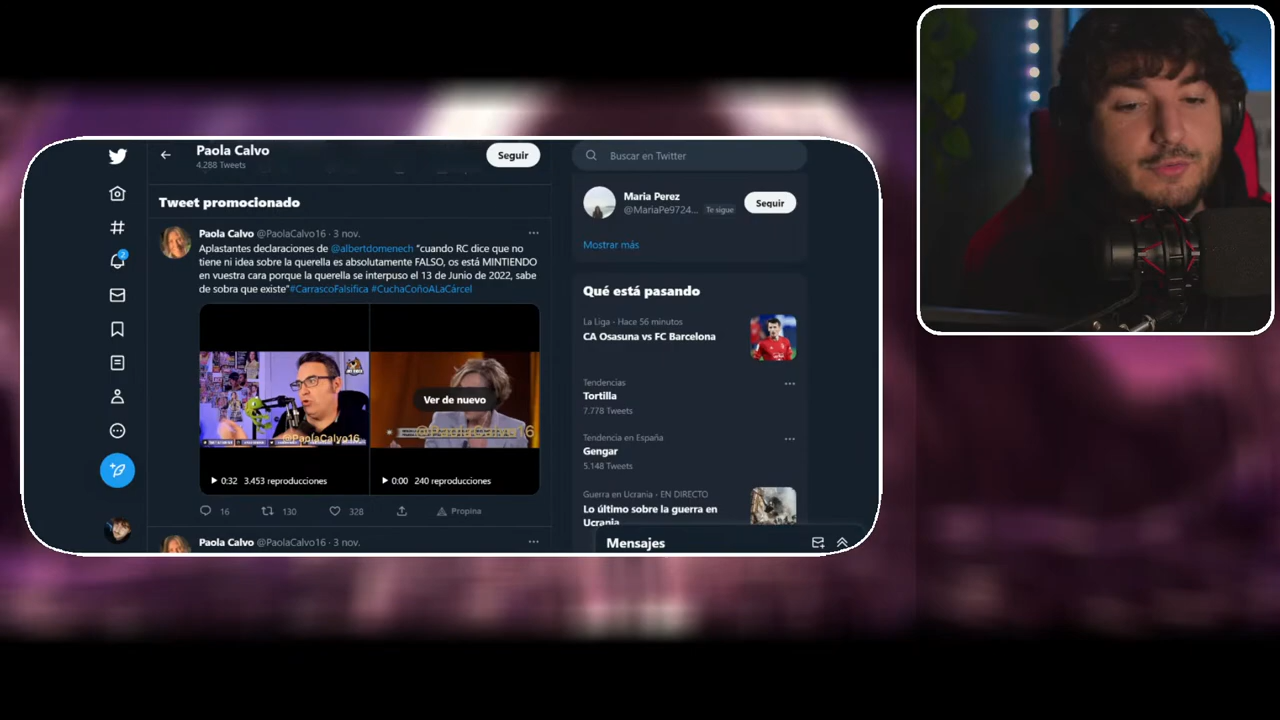 Paola Calvo
4.288 Tweets
Seguir
Tweet promocionado
Paola Calvo @PaolaCalvo16 · 3 nov.
Aplastantes declaraciones de @albertdomenech "cuando RC dice que no
tiene ni idea sobre la querella es absolutamente FALSO, os está MINTIENDO
en vuestra cara porque la querella se interpuso el 13 de Junio de 2022, sabe
de sobra que existe"#CarrascoFalsifica #CuchaCoñoALaCárcel
@PaolaCalvo16
Ver de nuevo
0:32 3.453 reproducciones
0:00 240 reproducciones
16
130
328
Propina
Paola Calvo @PaolaCalvo16 · 3 nov.
2
Buscar en Twitter
Maria Perez
@MariaPe9724... Te sigue
Seguir
Mostrar más
Qué está pasando
La Liga · Hace 56 minutos
CA Osasuna vs FC Barcelona
Tendencias
Tortilla
7.778 Tweets
Tendencia en España
Gengar
5.148 Tweets
Guerra en Ucrania · EN DIRECTO
Lo último sobre la guerra en
Ucrania
Mensajes